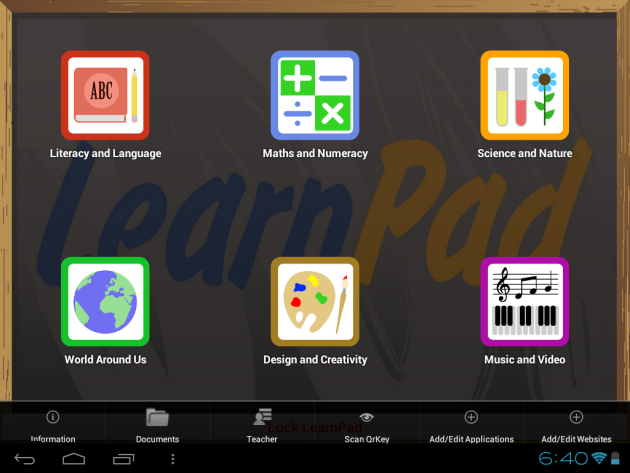 ABC
Literacy and Language
Maths and Numeracy
Science and Nature
LearnPad
World Around Us
Design and Creativity
Music and Video
Lock LearnPad
Information
Documents
Teacher
Scan QrKey
Add/Edit Applications
Add/Edit Websites
6:40